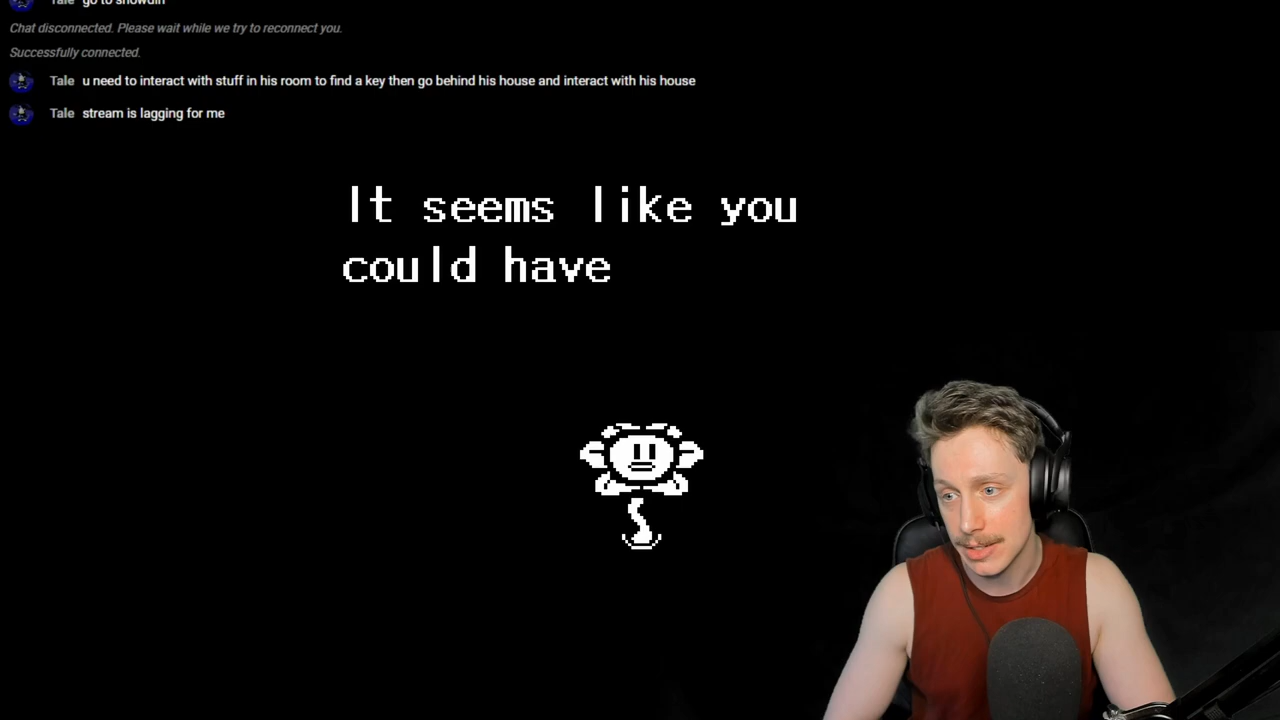 Tale go to snowdin
Chat disconnected. Please wait while we try to reconnect you.
Successfully connected.
Tale u need to interact with stuff in his room to find a key then go behind his house and interact with his house
Tale stream is lagging for me
It seems like you
could have